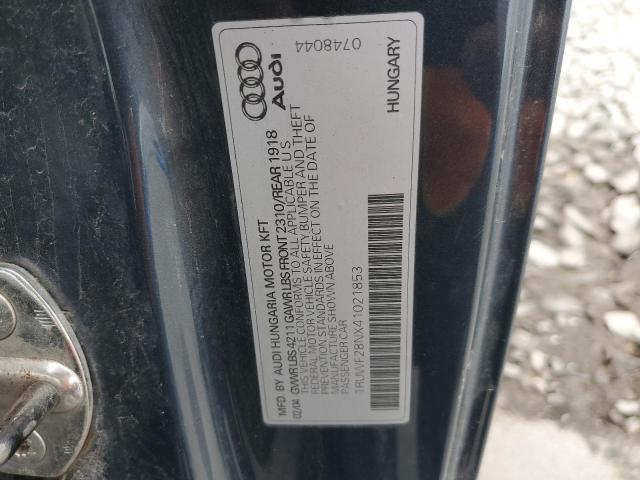 Audi
0748044
HUNGARY
MFD. BY AUDI HUNGARIA MOTOR KFT
02/04 GVWR LBS 4211 GAWR LBS FRONT 2310/REAR 1918
THIS VEHICLE CONFORMS TO ALL APPLICABLE U S
FEDERAL MOTOR VEHICLE SAFETY BUMPER AND THEFT
PREVENTION STANDARDS IN EFFECT ON THE DATE OF
MANUFACTURE SHOWN ABOVE
PASSENGER CAR
TRUWF28NX41021853